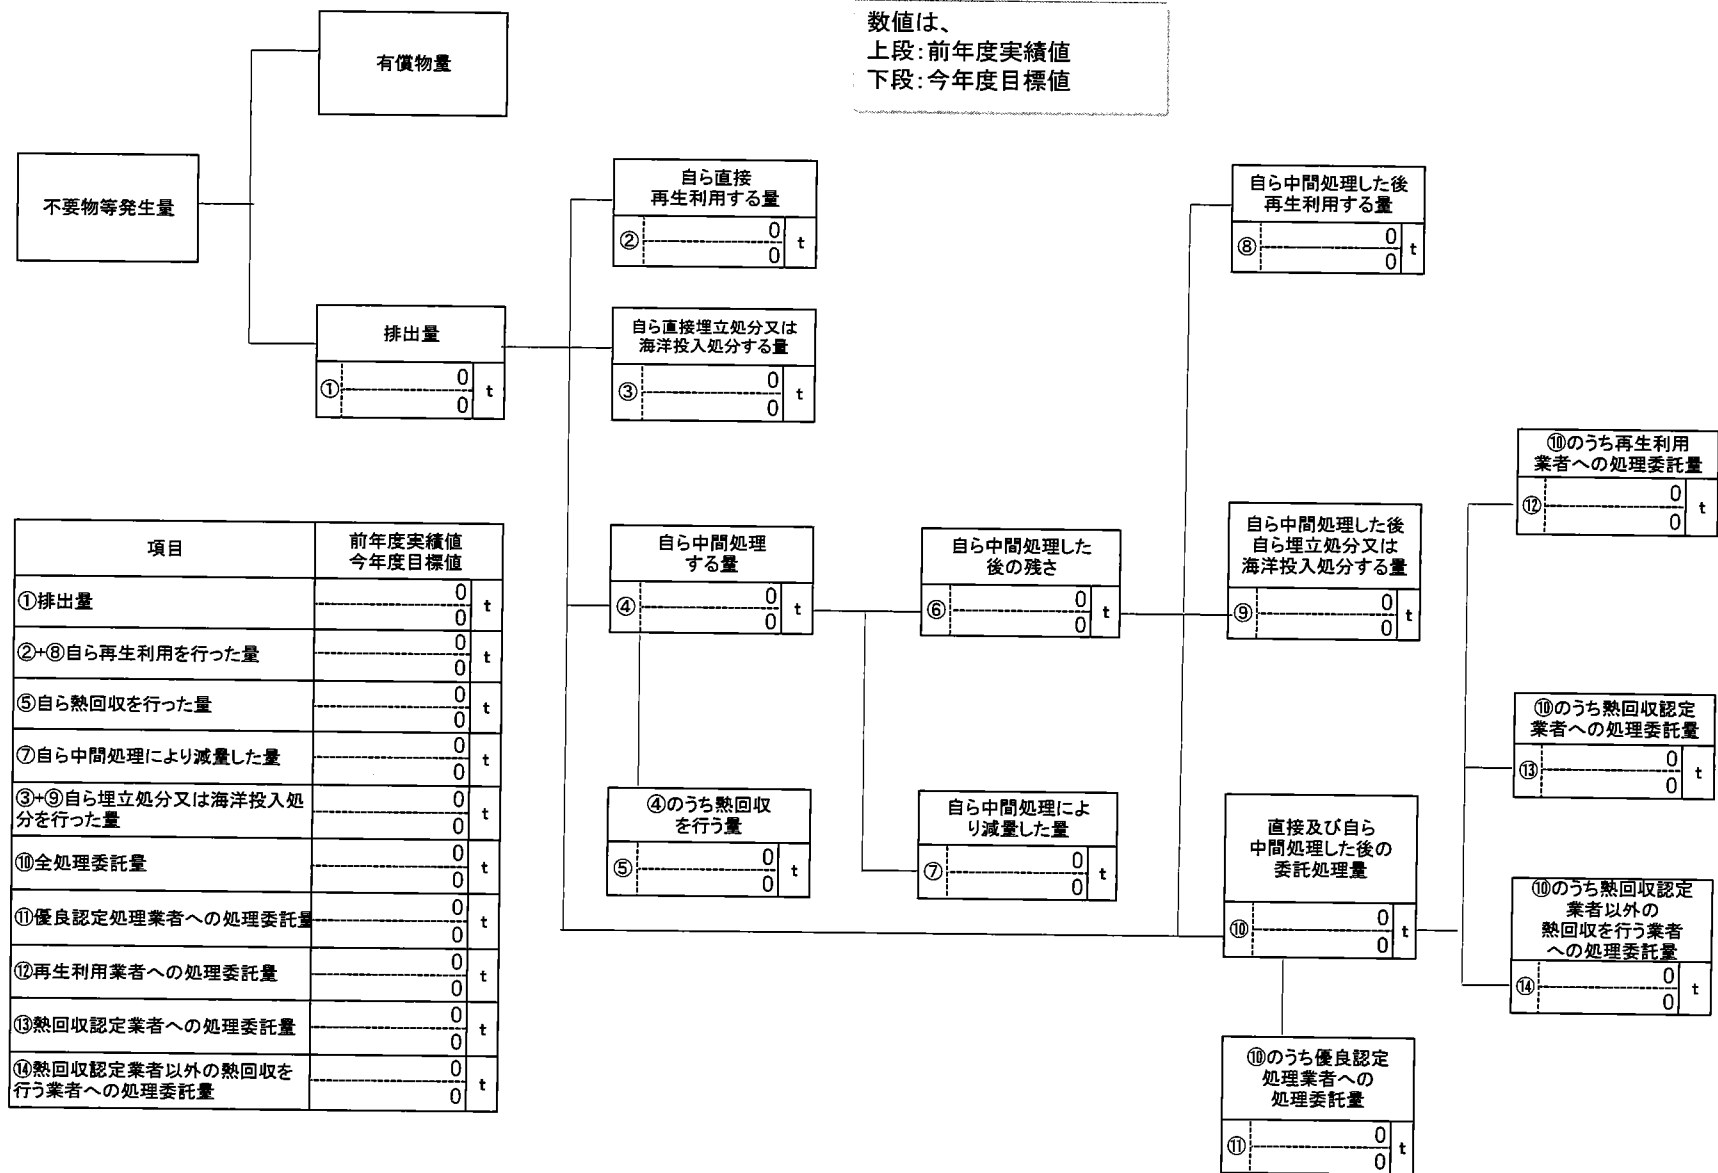 数値は、
上段：前年度実績値
下段：今年度目標値
有償物量
不要物等発生量
排出量
① 0 t
0
自ら直接
再生利用する量
② 0 t
0
自ら直接埋立処分又は
海洋投入処分する量
③ 0 t
0
自ら中間処理
する量
④ 0 t
0
④のうち熱回収
を行う量
⑤ 0 t
0
自ら中間処理した
後の残さ
⑥ 0 t
0
自ら中間処理によ
り減量した量
⑦ 0 t
0
自ら中間処理した後
再生利用する量
⑧ 0 t
0
自ら中間処理した後
自ら埋立処分又は
海洋投入処分する量
⑨ 0 t
0
直接及び自ら
中間処理した後の
委託処理量
⑩ 0 t
0
⑩のうち優良認定
処理業者への
処理委託量
⑪ 0 t
0
⑩のうち再生利用
業者への処理委託量
⑫ 0 t
0
⑩のうち熱回収認定
業者への処理委託量
⑬ 0 t
0
⑩のうち熱回収認定
業者以外の
熱回収を行う業者
への処理委託量
⑭ 0 t
0
項目 前年度実績値
今年度目標値
①排出量 0 t
0
②+⑧自ら再生利用を行った量 0 t
0
⑤自ら熱回収を行った量 0 t
0
⑦自ら中間処理により減量した量 0 t
0
③+⑨自ら埋立処分又は海洋投入処 0 t
分を行った量 0
⑩全処理委託量 0 t
0
⑪優良認定処理業者への処理委託量 0 t
0
⑫再生利用業者への処理委託量 0 t
0
⑬熱回収認定業者への処理委託量 0 t
0
⑭熱回収認定業者以外の熱回収を 0 t
行う業者への処理委託量 0